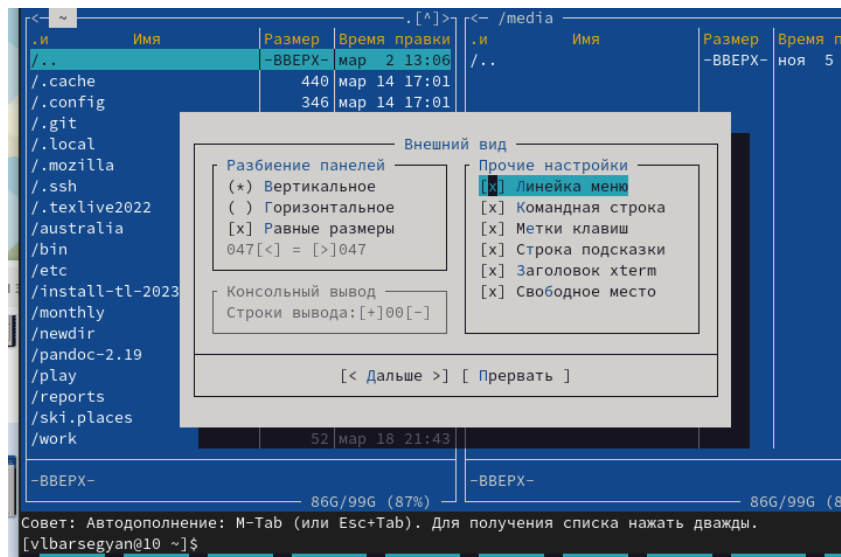 <— ~ .[^]>
<— /media
.и Имя Размер Время правки
.и Имя Размер Время п
/.. -ВВЕРХ- мар 2 13:06
/.. -ВВЕРХ- ноя 5
/.cache 440 мар 14 17:01
/.config 346 мар 14 17:01
/.git
/.local
/.mozilla
/.ssh
/.texlive2022
/australia
/bin
/etc
/install-tl-2023
/monthly
/newdir
/pandoc-2.19
/play
/reports
/ski.places
/work 52 мар 18 21:43
Внешний вид
Разбиение панелей
(*) Вертикальное
( ) Горизонтальное
[x] Равные размеры
047[<] = [>]047
Консольный вывод
Строки вывода:[+]00[-]
Прочие настройки
[x] Линейка меню
[x] Командная строка
[x] Метки клавиш
[x] Строка подсказки
[x] Заголовок xterm
[x] Свободное место
[< Дальше >] [ Прервать ]
-ВВЕРХ-
86G/99G (87%)
-ВВЕРХ-
86G/99G (8
Совет: Автодополнение: M-Tab (или Esc+Tab). Для получения списка нажать дважды.
[vlbarsegyan@10 ~]$